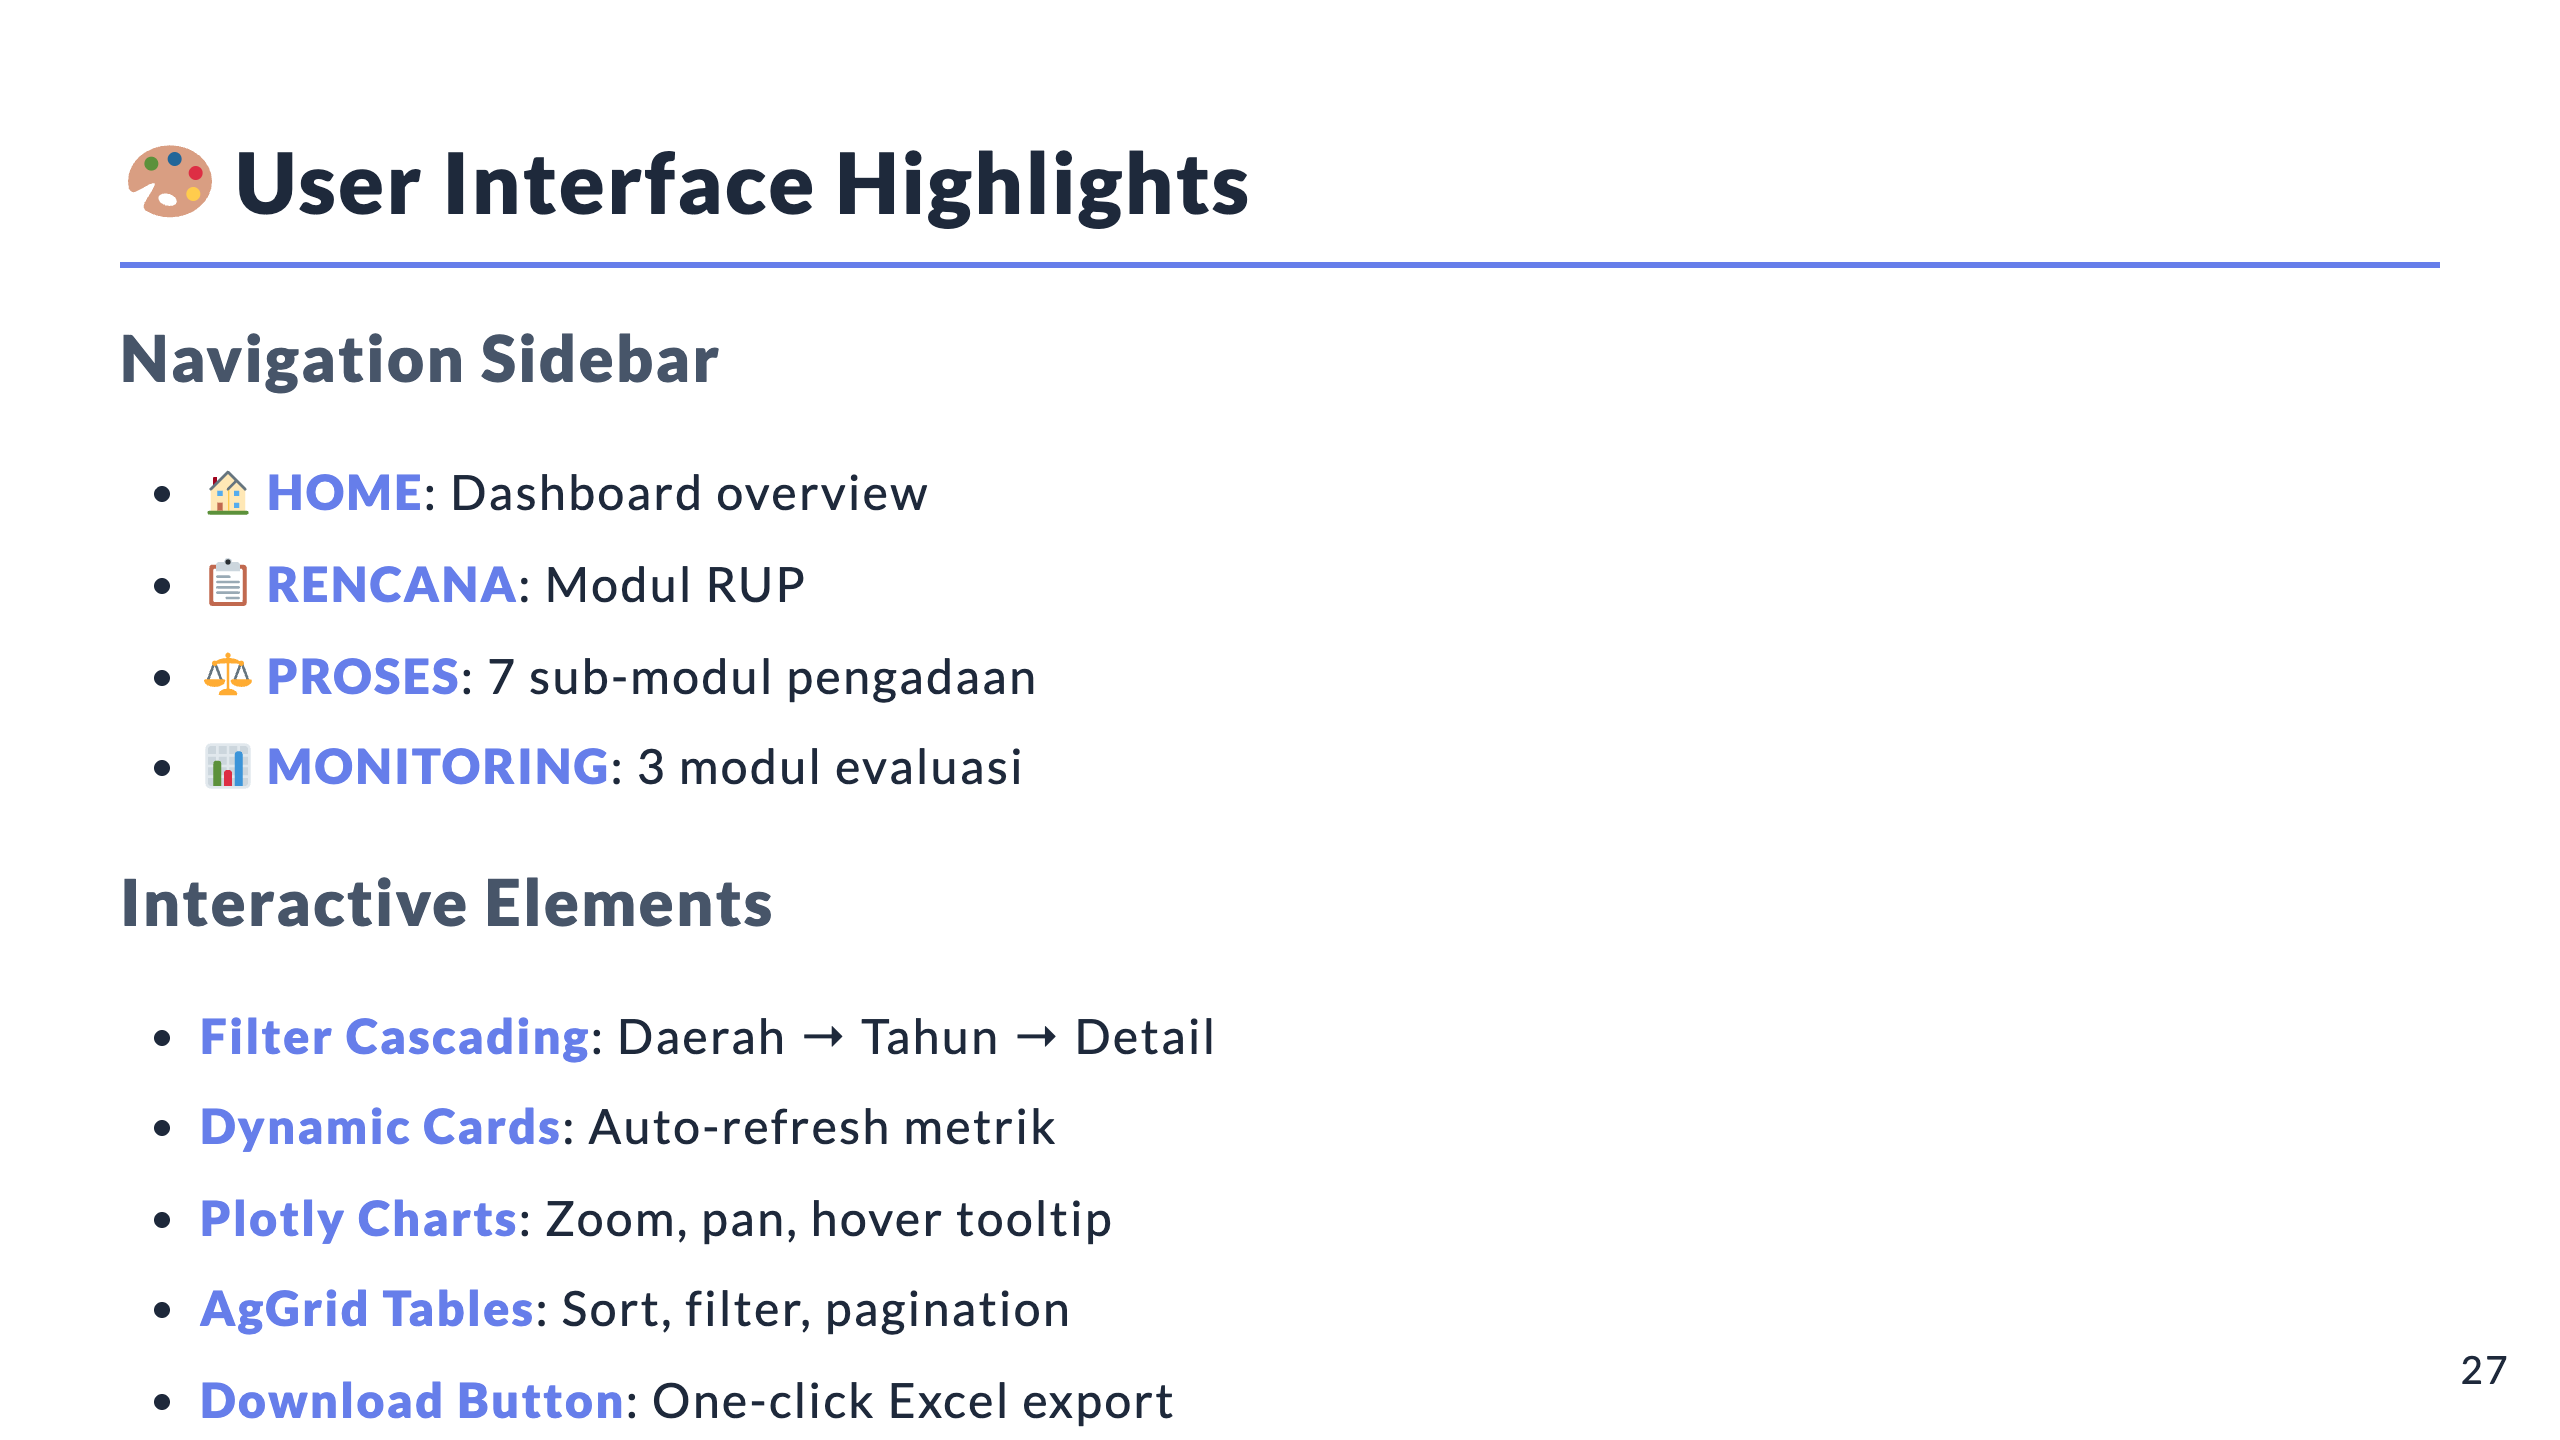 🎨 User Interface Highlights
Navigation Sidebar
• 🏠 HOME: Dashboard overview
• 📋 RENCANA: Modul RUP
• ⚖️ PROSES: 7 sub-modul pengadaan
• 📊 MONITORING: 3 modul evaluasi
Interactive Elements
• Filter Cascading: Daerah → Tahun → Detail
• Dynamic Cards: Auto-refresh metrik
• Plotly Charts: Zoom, pan, hover tooltip
• AgGrid Tables: Sort, filter, pagination
• Download Button: One-click Excel export
27